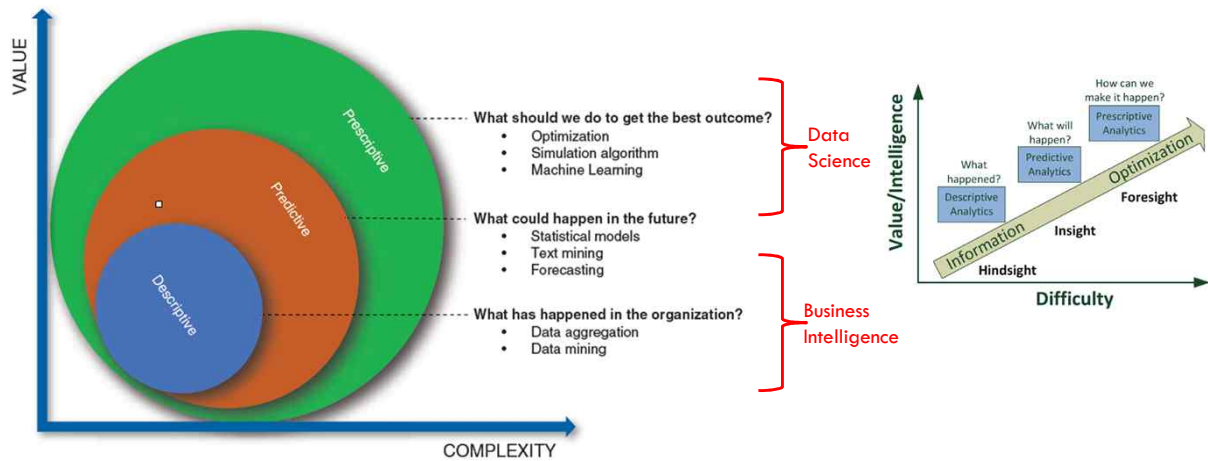 VALUE
Prescriptive
Predictive
Descriptive
COMPLEXITY
What should we do to get the best outcome?
• Optimization
• Simulation algorithm
• Machine Learning
What could happen in the future?
• Statistical models
• Text mining
• Forecasting
What has happened in the organization?
• Data aggregation
• Data mining
Data
Science
Business
Intelligence
Value/Intelligence
How can we
make it happen?
Prescriptive
Analytics
What will
happen?
Predictive
Analytics
What
happened?
Descriptive
Analytics
Information
Optimization
Foresight
Insight
Hindsight
Difficulty